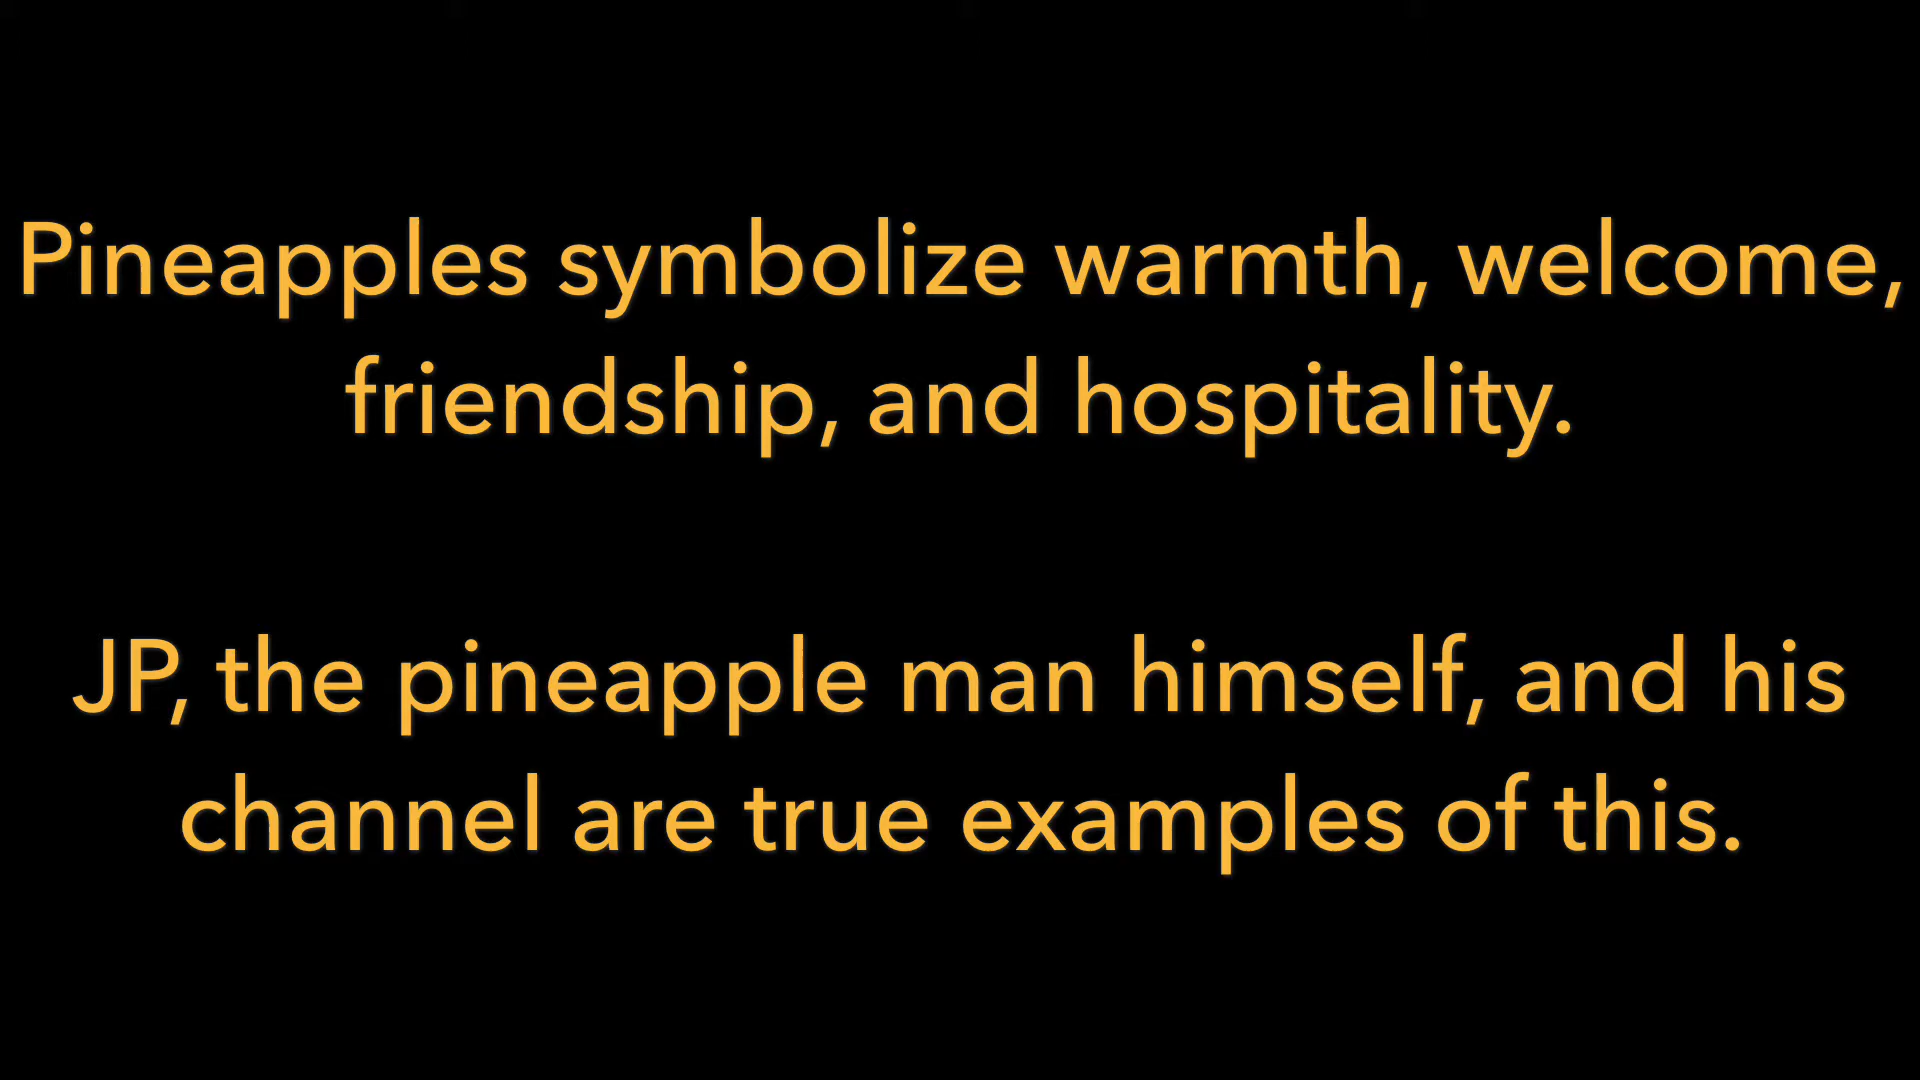 Pineapples symbolize warmth, welcome,
friendship, and hospitality.
JP, the pineapple man himself, and his
channel are true examples of this.